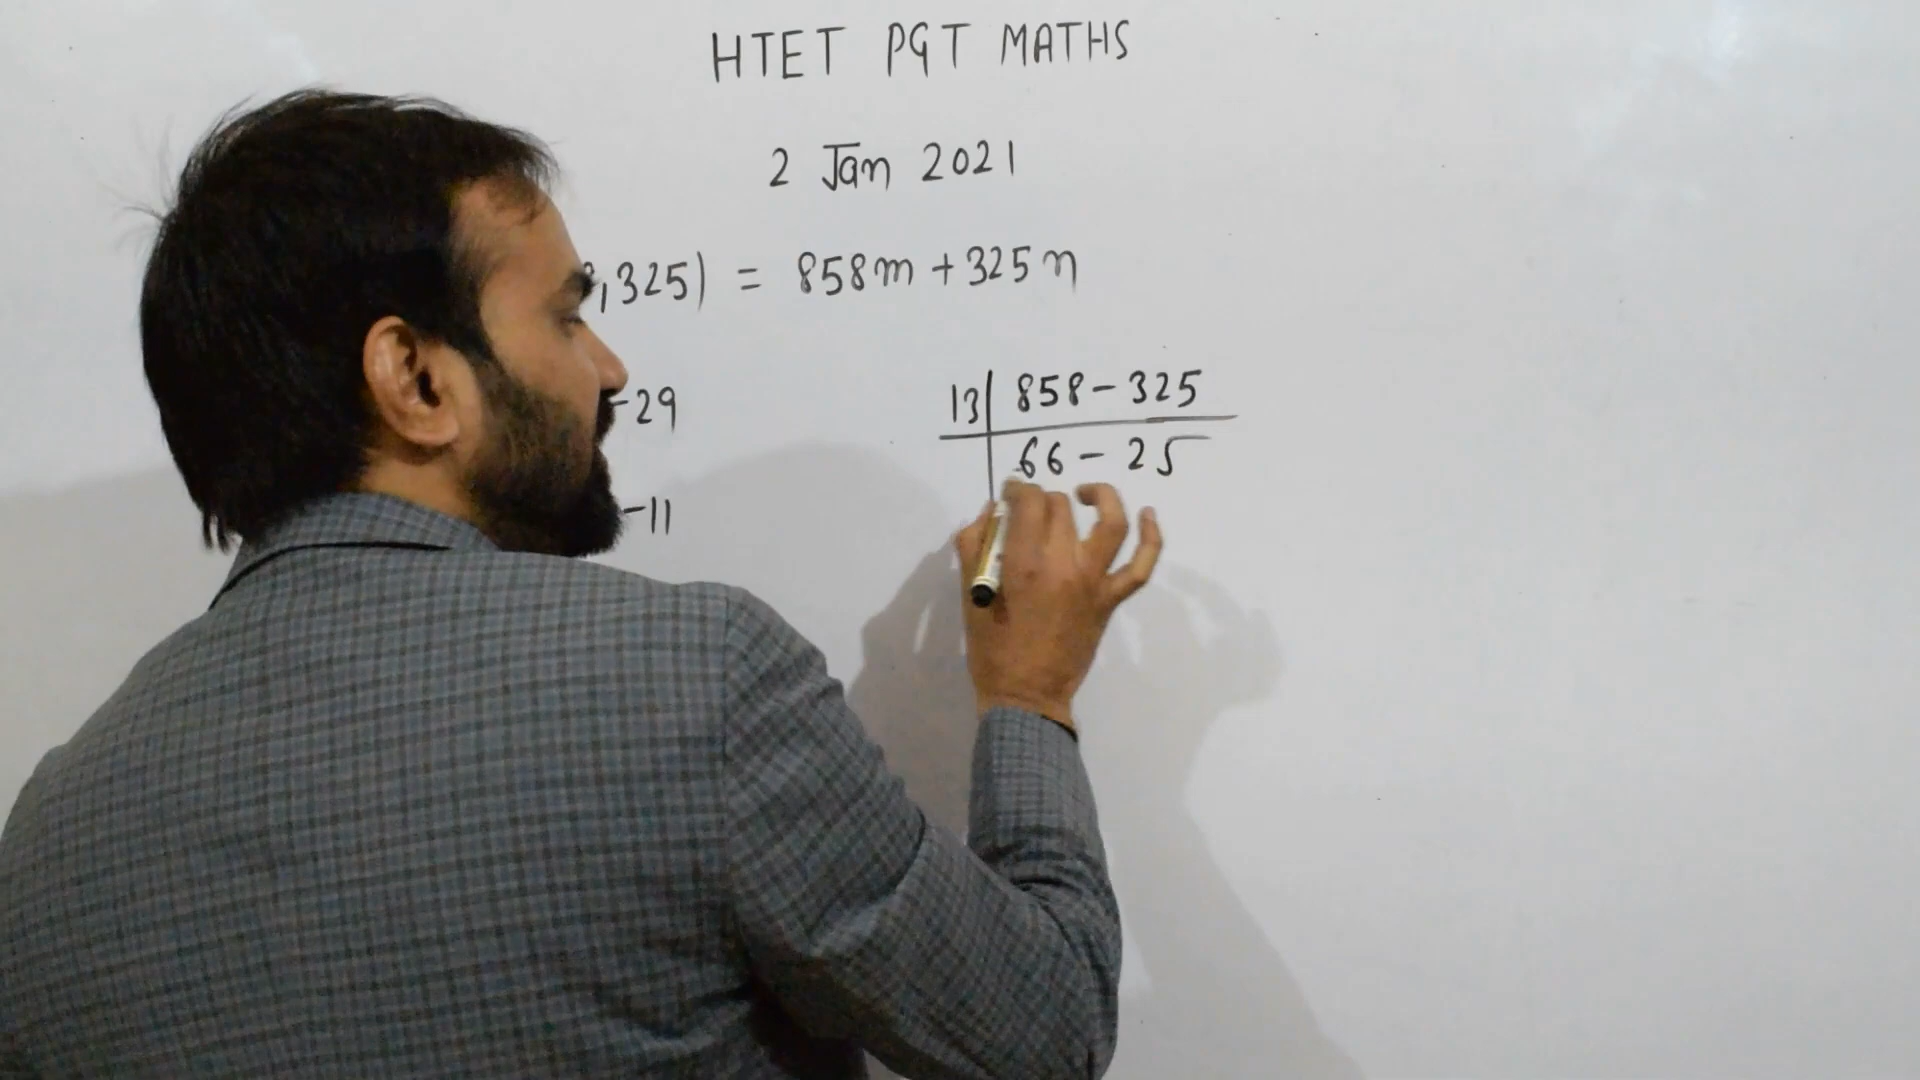 HTET PGT MATHS
2 Jan 2021
,325) = 858m + 325n
-29
13 | 858 - 325
66 - 25
-11